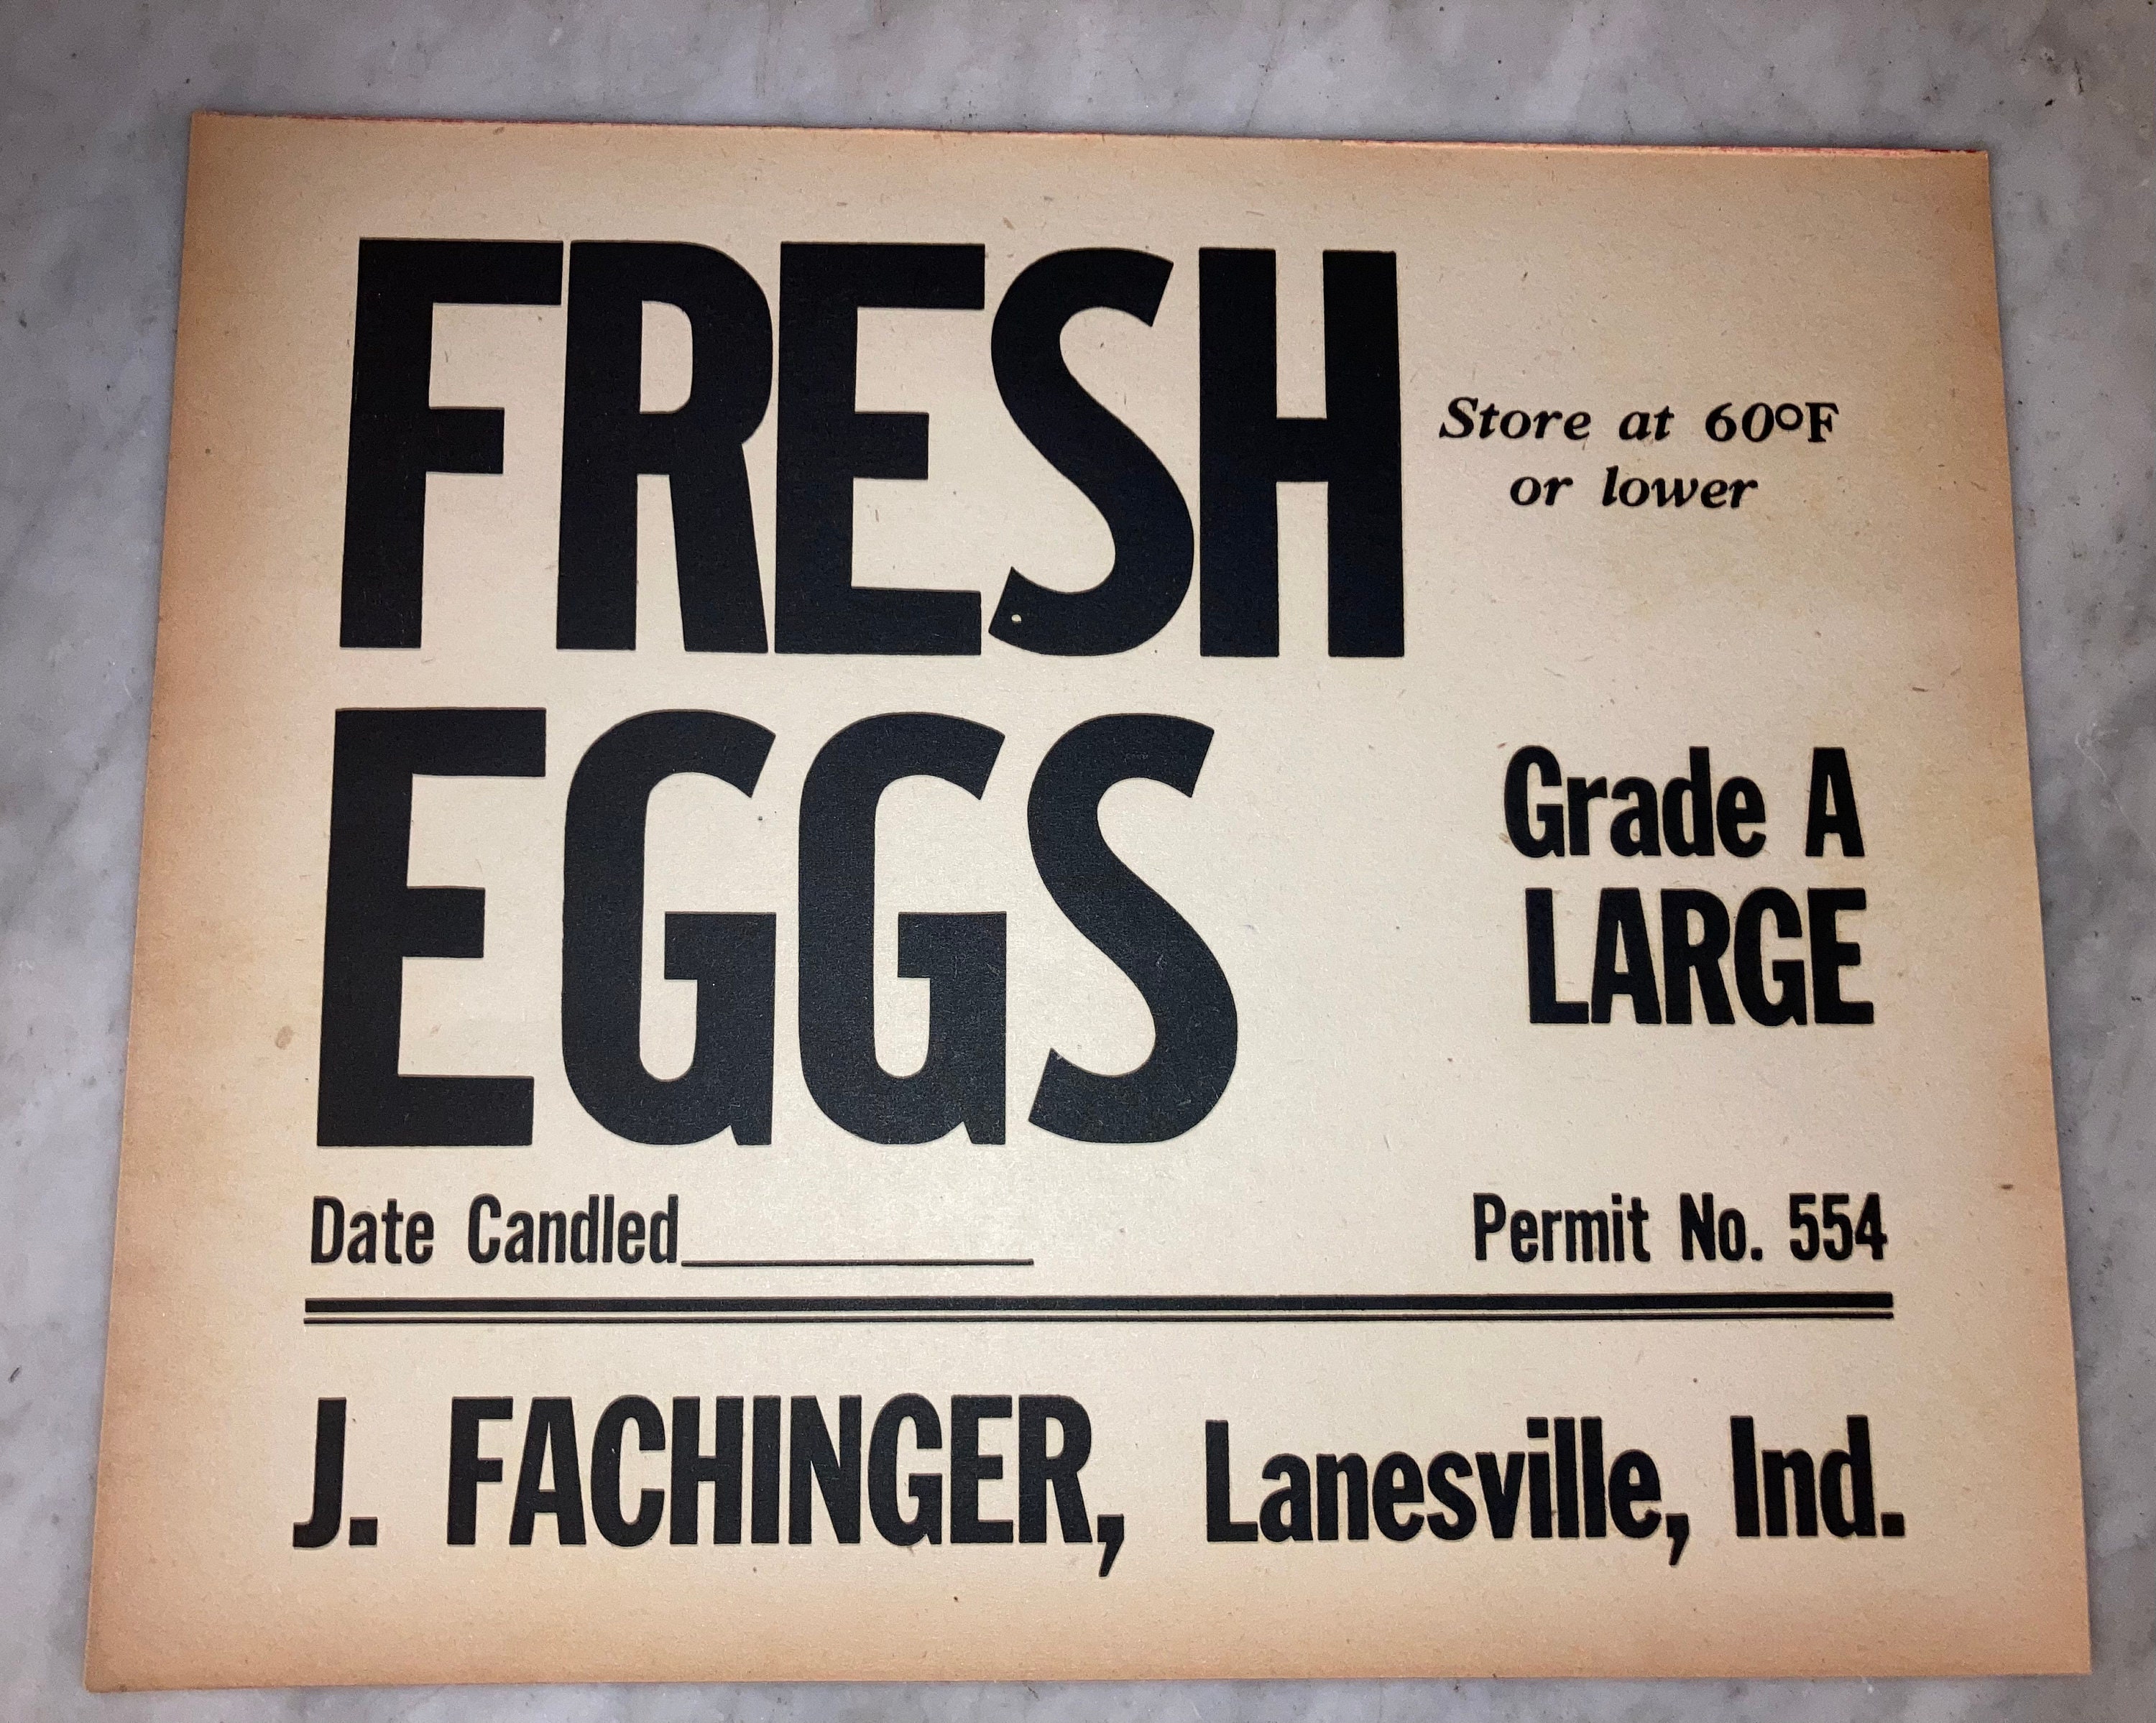 FRESH
Store at 60°F
or lower
EGGS
Grade A
LARGE
Date Candled__________
Permit No. 554
J. FACHINGER, Lanesville, Ind.